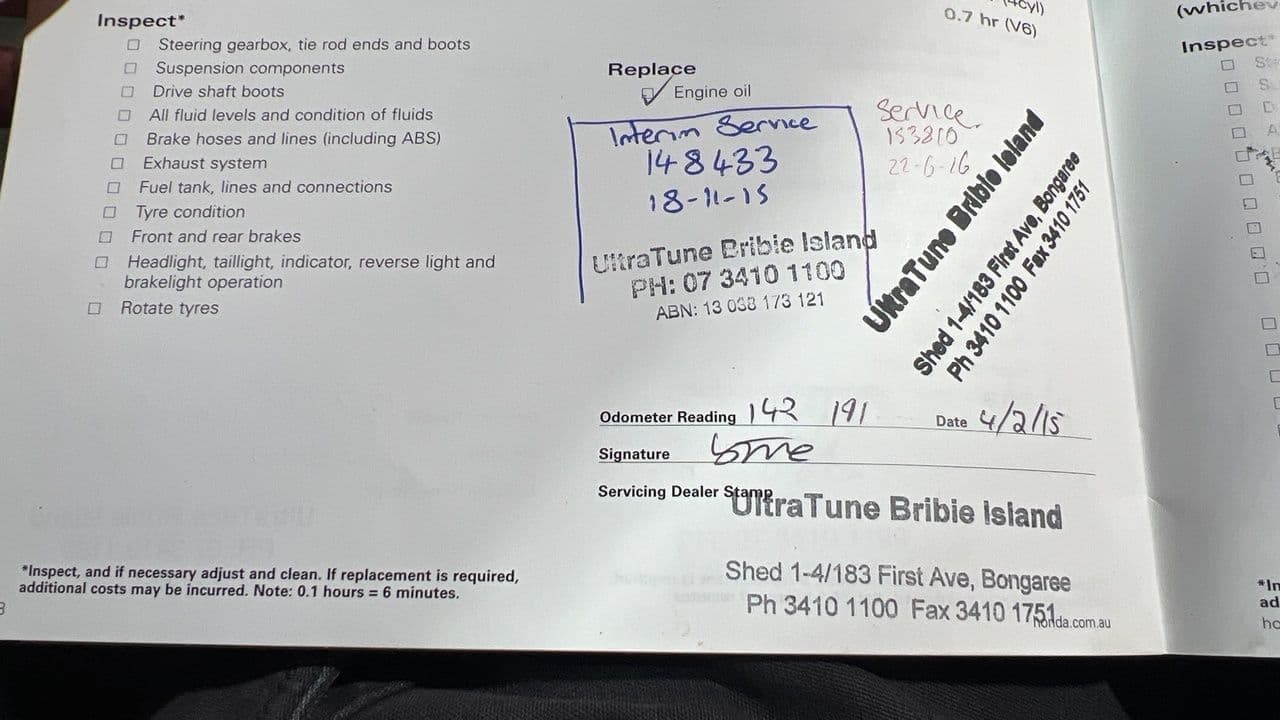 Inspect*
Steering gearbox, tie rod ends and boots
Suspension components
Drive shaft boots
All fluid levels and condition of fluids
Brake hoses and lines (including ABS)
Exhaust system
Fuel tank, lines and connections
Tyre condition
Front and rear brakes
Headlight, taillight, indicator, reverse light and
brakelight operation
Rotate tyres
*Inspect, and if necessary adjust and clean. If replacement is required,
additional costs may be incurred. Note: 0.1 hours = 6 minutes.
0.7 hr (V6)
Replace
Engine oil
Interim Service
148433
18-11-15
UltraTune Bribie Island
PH: 07 3410 1100
ABN: 13 038 173 121
Service
153810
22-6-16
UltraTune Bribie Island
Shed 1-4/183 First Ave, Bongaree
Ph 3410 1100 Fax 3410 1751
Odometer Reading 142 191
Date 4/2/15
Signature
Servicing Dealer Stamp
UltraTune Bribie Island
Shed 1-4/183 First Ave, Bongaree
Ph 3410 1100 Fax 3410 1751
honda.com.au
Inspect*